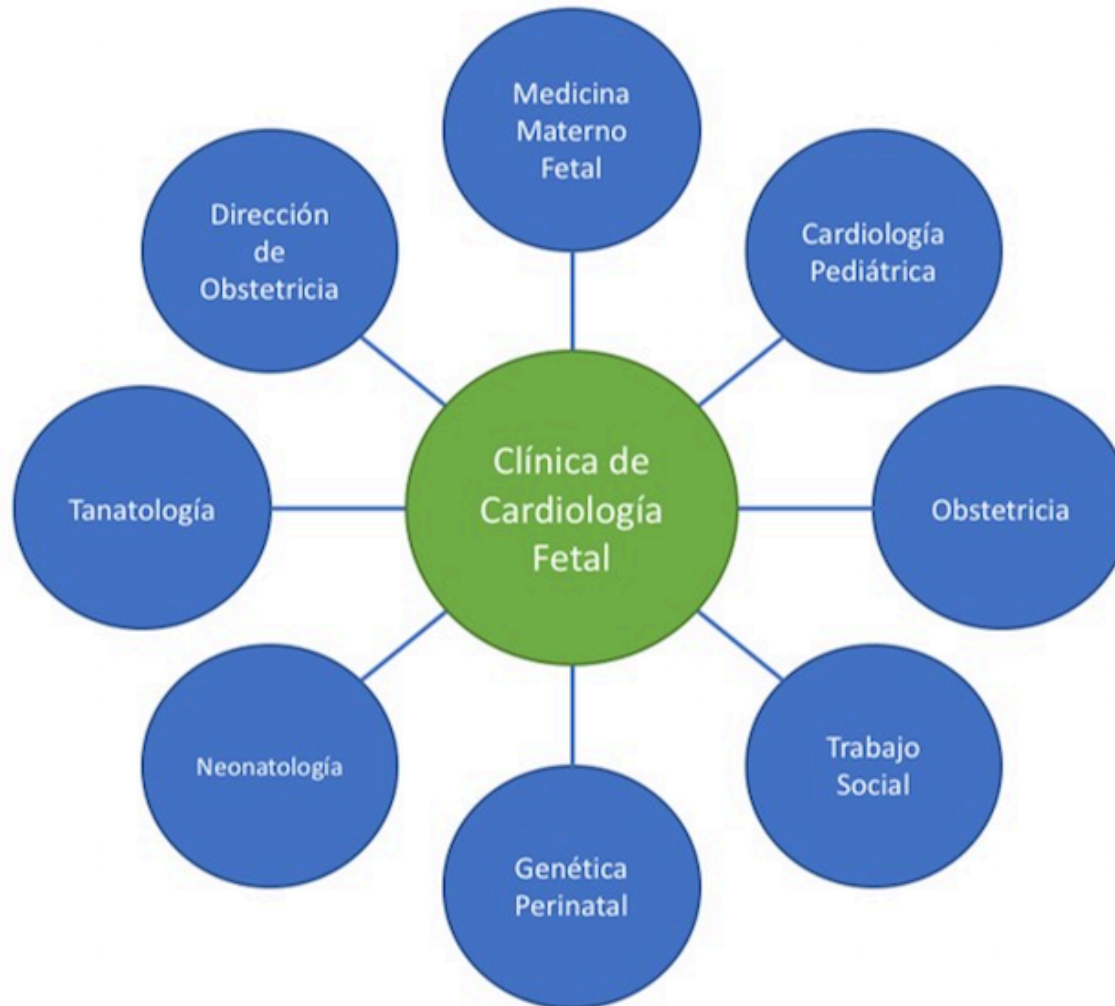 Medicina
Materno
Fetal
Dirección
de
Obstetricia
Cardiología
Pediátrica
Clínica de
Cardiología
Fetal
Tanatología
Obstetricia
Neonatología
Trabajo
Social
Genética
Perinatal